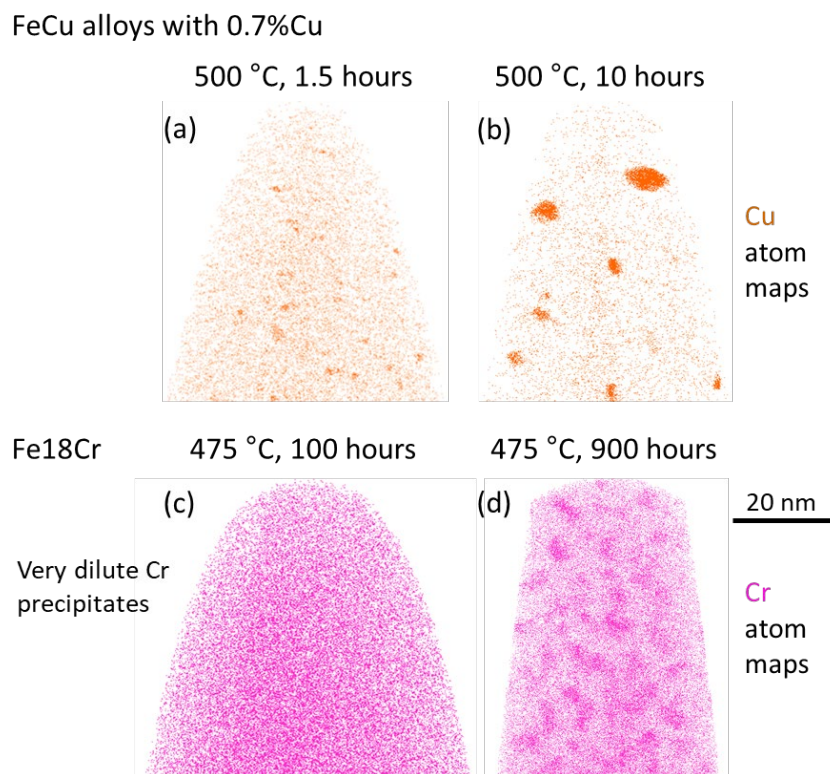 FeCu alloys with 0.7%Cu
500 °C, 1.5 hours
500 °C, 10 hours
(a)
(b)
Cu
atom
maps
Fe18Cr
475 °C, 100 hours
475 °C, 900 hours
(c)
(d)
20 nm
Very dilute Cr
precipitates
Cr
atom
maps